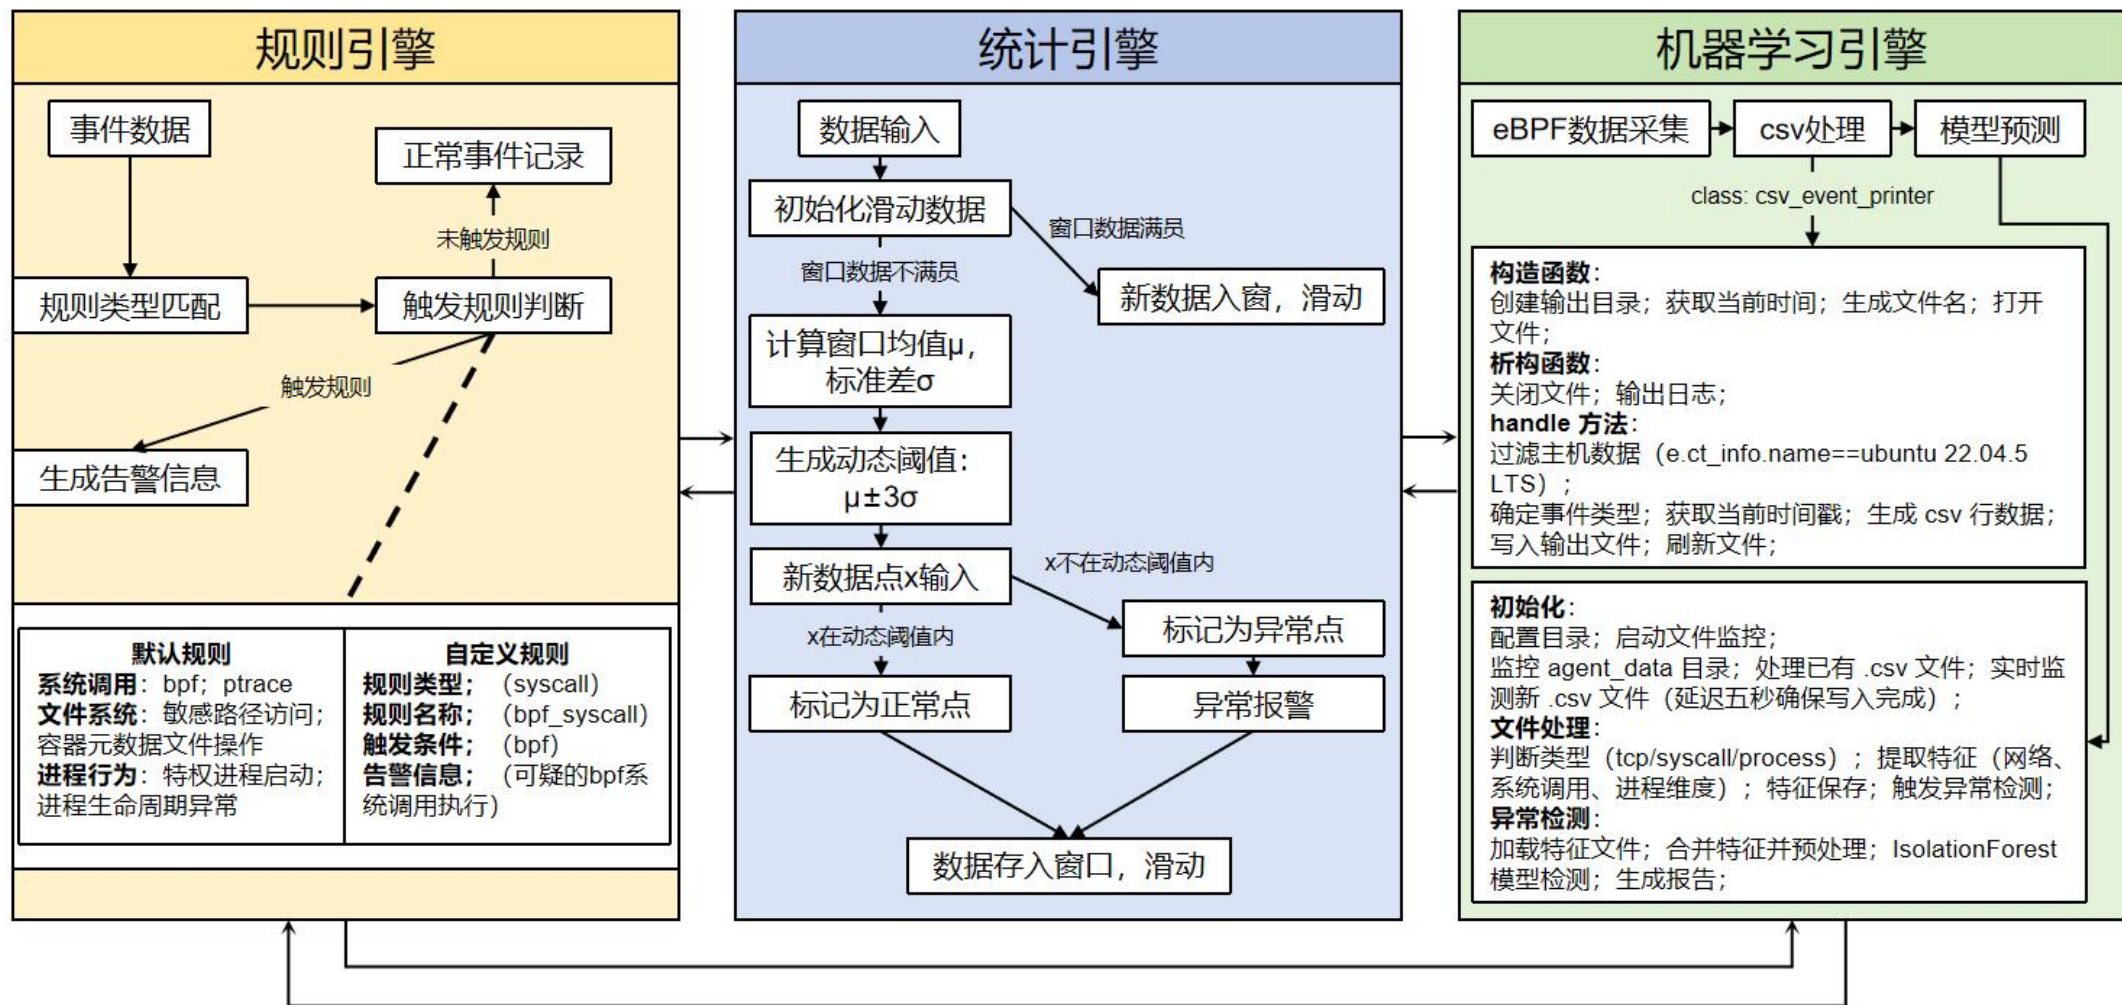 规则引擎
事件数据
正常事件记录
未触发规则
规则类型匹配
触发规则判断
触发规则
生成告警信息
默认规则
系统调用：bpf；ptrace
文件系统：敏感路径访问；
容器元数据文件操作
进程行为：特权进程启动；
进程生命周期异常
自定义规则
规则类型；（syscall）
规则名称；（bpf_syscall）
触发条件；（bpf）
告警信息；（可疑的bpf系
统调用执行）
统计引擎
数据输入
初始化滑动数据
窗口数据满员
窗口数据不满员
新数据入窗，滑动
计算窗口均值μ，
标准差σ
生成动态阈值：
μ±3σ
新数据点x输入
x不在动态阈值内
x在动态阈值内
标记为异常点
标记为正常点
异常报警
数据存入窗口，滑动
机器学习引擎
eBPF数据采集
csv处理
模型预测
class: csv_event_printer
构造函数：
创建输出目录；获取当前时间；生成文件名；打开
文件；
析构函数：
关闭文件；输出日志；
handle 方法：
过滤主机数据（e.ct_info.name==ubuntu 22.04.5
LTS）；
确定事件类型；获取当前时间戳；生成 csv 行数据；
写入输出文件；刷新文件；
初始化：
配置目录；启动文件监控；
监控 agent_data 目录；处理已有 .csv 文件；实时监
测新 .csv 文件（延迟五秒确保写入完成）；
文件处理：
判断类型（tcp/syscall/process）；提取特征（网络、
系统调用、进程维度）；特征保存；触发异常检测；
异常检测：
加载特征文件；合并特征并预处理；IsolationForest
模型检测；生成报告；